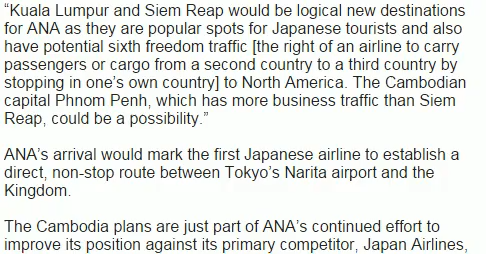 “Kuala Lumpur and Siem Reap would be logical new destinations
for ANA as they are popular spots for Japanese tourists and also
have potential sixth freedom traffic [the right of an airline to carry
passengers or cargo from a second country to a third country by
stopping in one’s own country] to North America. The Cambodian
capital Phnom Penh, which has more business traffic than Siem
Reap, could be a possibility.”
ANA’s arrival would mark the first Japanese airline to establish a
direct, non-stop route between Tokyo’s Narita airport and the
Kingdom.
The Cambodia plans are just part of ANA’s continued effort to
improve its position against its primary competitor, Japan Airlines,